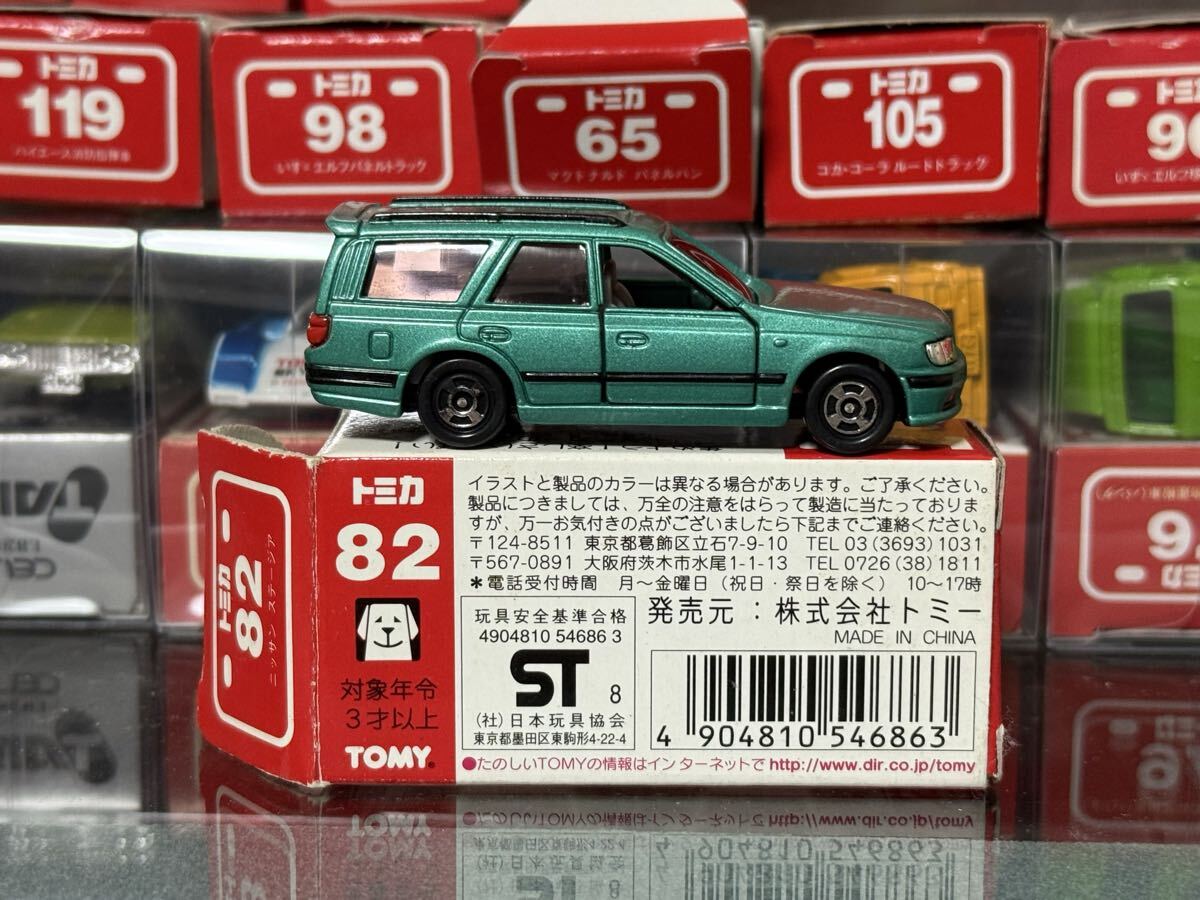 トミカ
119
ハイエース消防指揮車
トミカ
98
いすゞエルフパネルトラック
トミカ
65
マクドナルド パネルバン
トミカ
105
コカ・コーラ ルートトラック
トミカ
いすゞエルフ
トミカ
82
ニッサン ステージア
トミカ
82
対象年令
3才以上
TOMY
イラストと製品のカラーは異なる場合があります。ご了承ください。
製品につきましては、万全の注意をはらって製造に当たっておりま
すが、万一お気付きの点がございましたら下記までご連絡ください。
〒124-8511 東京都葛飾区立石7-9-10 TEL 03(3693)1031
〒567-0891 大阪府茨木市水尾1-1-13 TEL 0726(38)1811
*電話受付時間 月〜金曜日(祝日・祭日を除く) 10〜17時
玩具安全基準合格
4904810 54686 3
ST 8
(社)日本玩具協会
東京都墨田区東駒形4-22-4
発売元:株式会社トミー
MADE IN CHINA
4 904810 546863
●たのしいTOMYの情報はインターネットで http://www.dir.co.jp/tomy
トミカ